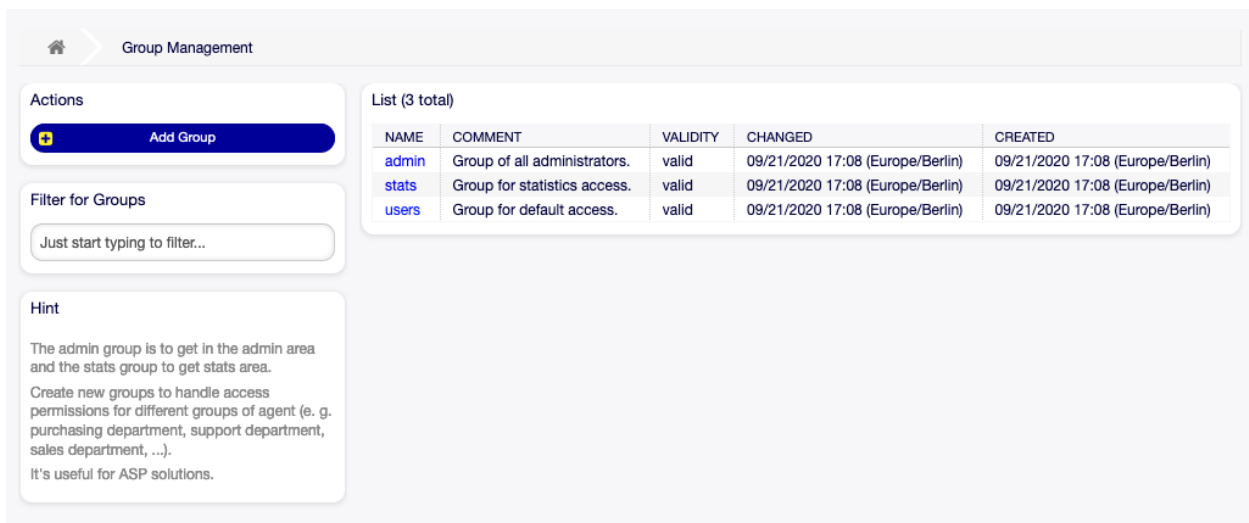 Group Management
Actions
Add Group
Filter for Groups
Just start typing to filter...
Hint
The admin group is to get in the admin area
and the stats group to get stats area.
Create new groups to handle access
permissions for different groups of agent (e. g.
purchasing department, support department,
sales department, ...).
It's useful for ASP solutions.
List (3 total)
NAME COMMENT VALIDITY CHANGED CREATED
admin Group of all administrators. valid 09/21/2020 17:08 (Europe/Berlin) 09/21/2020 17:08 (Europe/Berlin)
stats Group for statistics access. valid 09/21/2020 17:08 (Europe/Berlin) 09/21/2020 17:08 (Europe/Berlin)
users Group for default access. valid 09/21/2020 17:08 (Europe/Berlin) 09/21/2020 17:08 (Europe/Berlin)